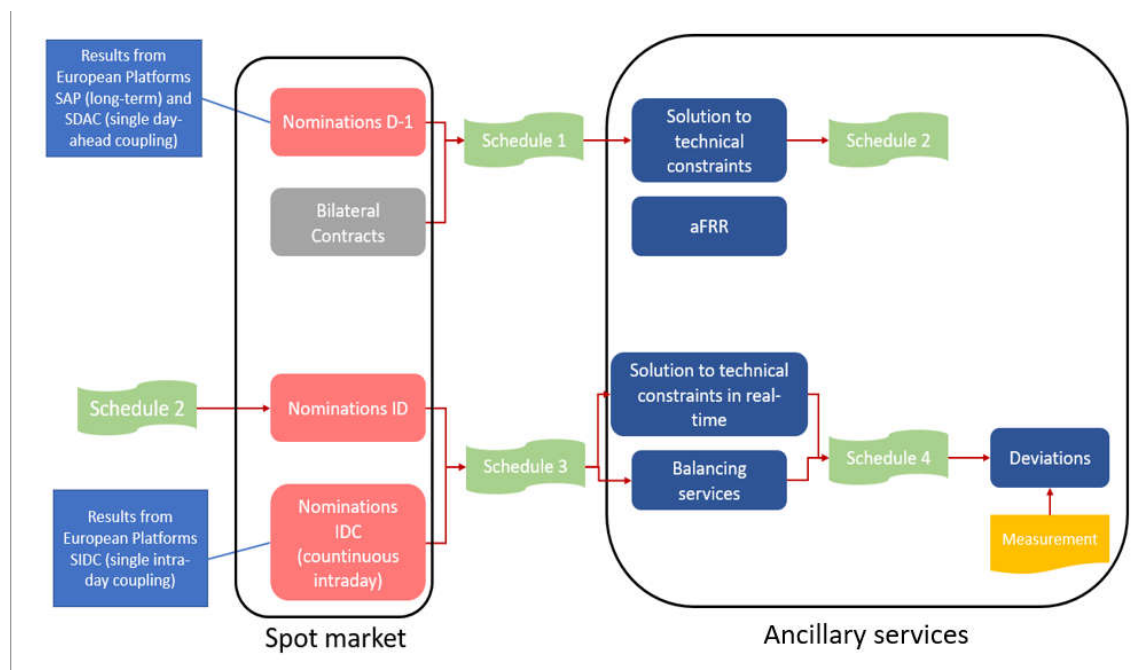 Results from
European Platforms
SAP (long-term) and
SDAC (single day-
ahead coupling)
Nominations D-1
Bilateral
Contracts
Schedule 1
Solution to
technical
constraints
Schedule 2
aFRR
Schedule 2
Nominations ID
Results from
European Platforms
SIDC (single intra-
day coupling)
Nominations
IDC
(countinuous
intraday)
Schedule 3
Solution to technical
constraints in real-
time
Balancing
services
Schedule 4
Deviations
Measurement
Spot market
Ancillary services